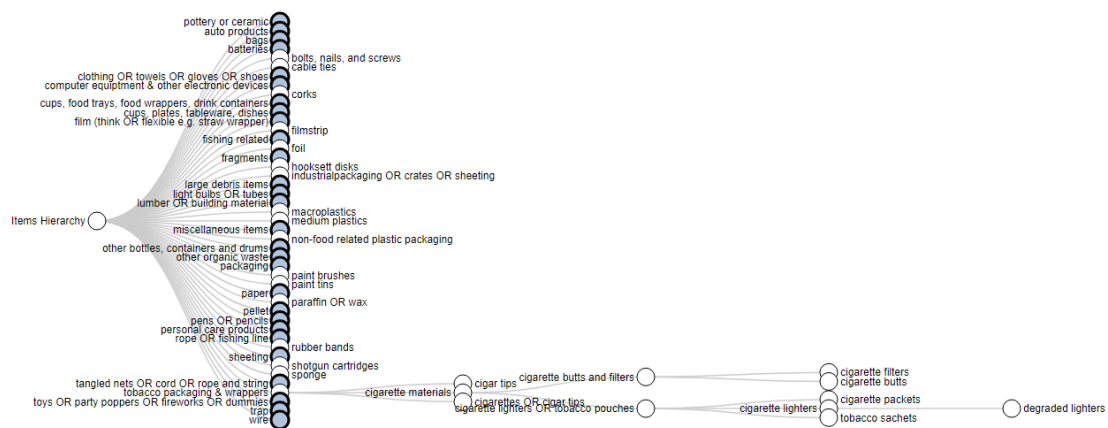 pottery or ceramic
auto products
bags
batteries
bolts, nails, and screws
cable ties
clothing OR towels OR gloves OR shoes
computer equiptment & other electronic devices
corks
cups, food trays, food wrappers, drink containers
cups, plates, tableware, dishes
film (think OR flexible e.g. straw wrapper)
filmstrip
fishing related
foil
fragments
hooksett disks
industrialpackaging OR crates OR sheeting
large debris items
light bulbs OR tubes
lumber OR building material
macroplastics
Items Hierarchy
medium plastics
miscellaneous items
non-food related plastic packaging
other bottles, containers and drums
other organic waste
packaging
paint brushes
paint tins
paper
paraffin OR wax
pellet
pens OR pencils
personal care products
rope OR fishing line
rubber bands
sheeting
shotgun cartridges
sponge
tangled nets OR cord OR rope and string
tobacco packaging & wrappers
toys OR party poppers OR fireworks OR dummies
trap
wire
cigar tips
cigarette materials
cigarettes OR cigar tips
cigarette butts and filters
cigarette lighters OR tobacco pouches
cigarette filters
cigarette butts
cigarette packets
cigarette lighters
tobacco sachets
degraded lighters